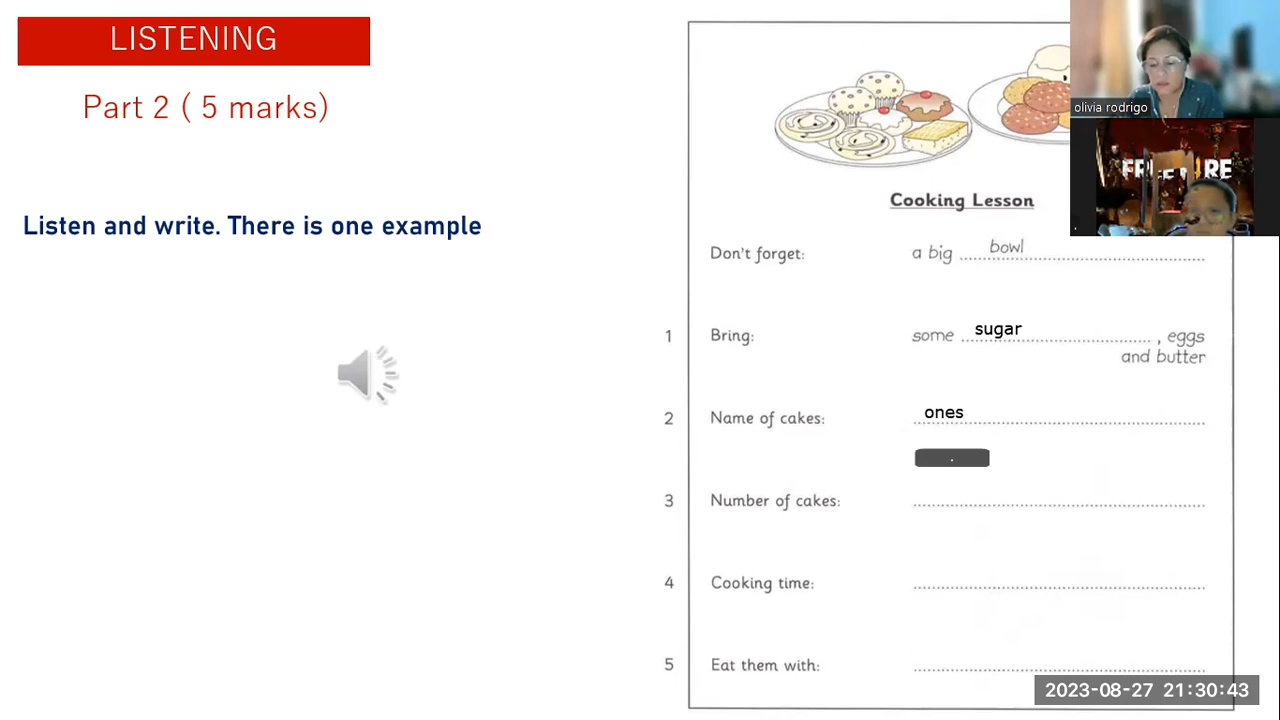 LISTENING
Part 2 ( 5 marks)
Listen and write. There is one example
olivia rodrigo
FREE FIRE
Cooking Lesson
Don't forget: a big bowl
1 Bring: some sugar , eggs
and butter
2 Name of cakes: ones
.
3 Number of cakes:
4 Cooking time:
5 Eat them with:
2023-08-27 21:30:43